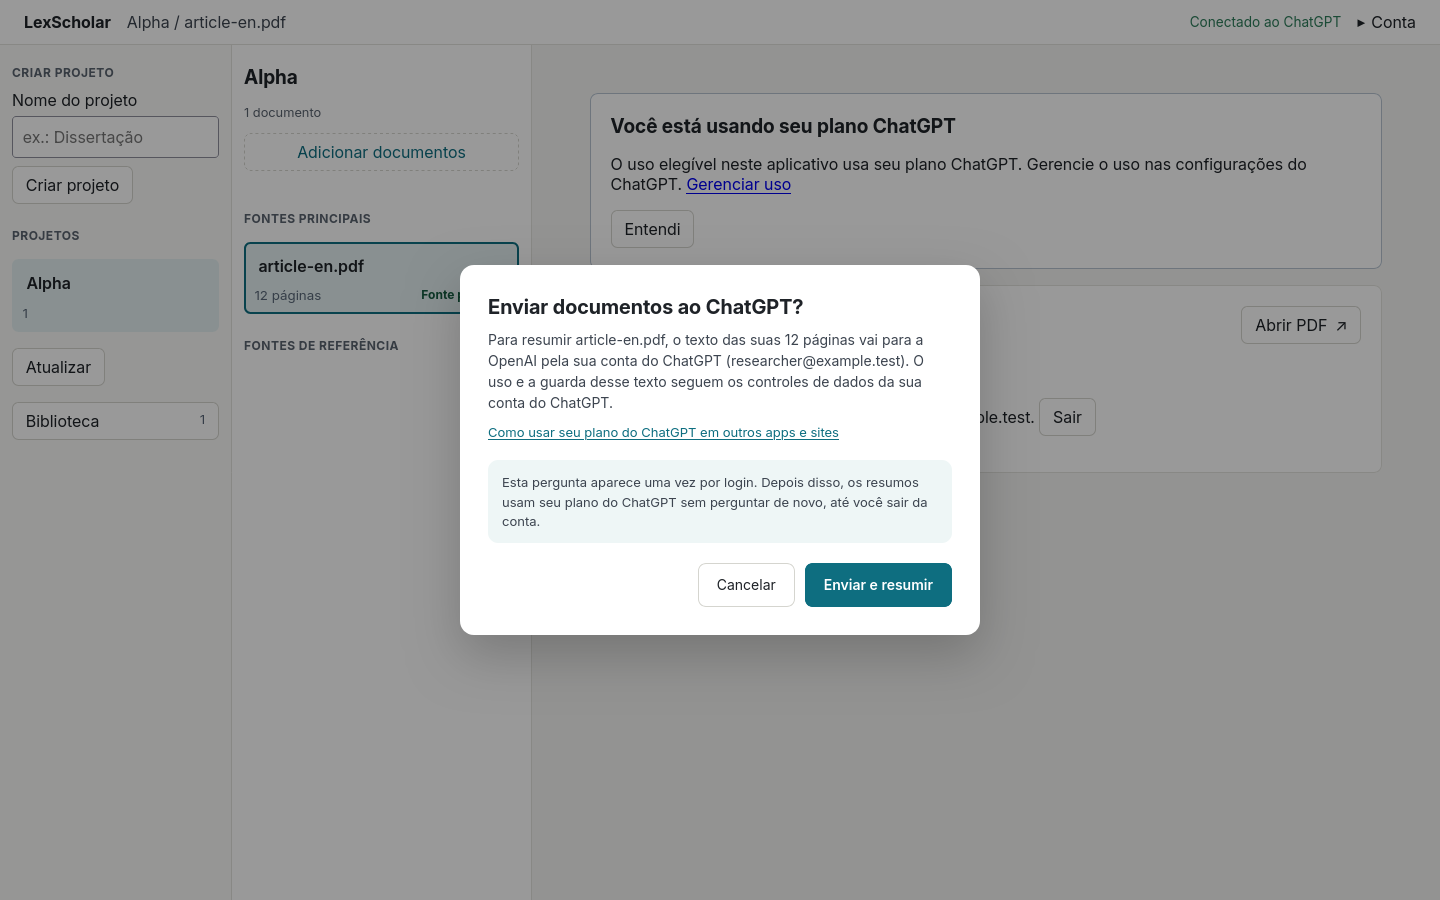 LexScholar Alpha / article-en.pdf
Conectado ao ChatGPT ▸ Conta
CRIAR PROJETO
Nome do projeto
ex.: Dissertação
Criar projeto
PROJETOS
Alpha
1
Atualizar
Biblioteca 1
Alpha
1 documento
Adicionar documentos
FONTES PRINCIPAIS
article-en.pdf
12 páginas Fonte
FONTES DE REFERÊNCIA
Você está usando seu plano ChatGPT
O uso elegível neste aplicativo usa seu plano ChatGPT. Gerencie o uso nas configurações do
ChatGPT. Gerenciar uso
Entendi
Abrir PDF ↗
Sair
Enviar documentos ao ChatGPT?
Para resumir article-en.pdf, o texto das suas 12 páginas vai para a
OpenAI pela sua conta do ChatGPT (researcher@example.test). O
uso e a guarda desse texto seguem os controles de dados da sua
conta do ChatGPT.
Como usar seu plano do ChatGPT em outros apps e sites
Esta pergunta aparece uma vez por login. Depois disso, os resumos
usam seu plano do ChatGPT sem perguntar de novo, até você sair da
conta.
Cancelar
Enviar e resumir